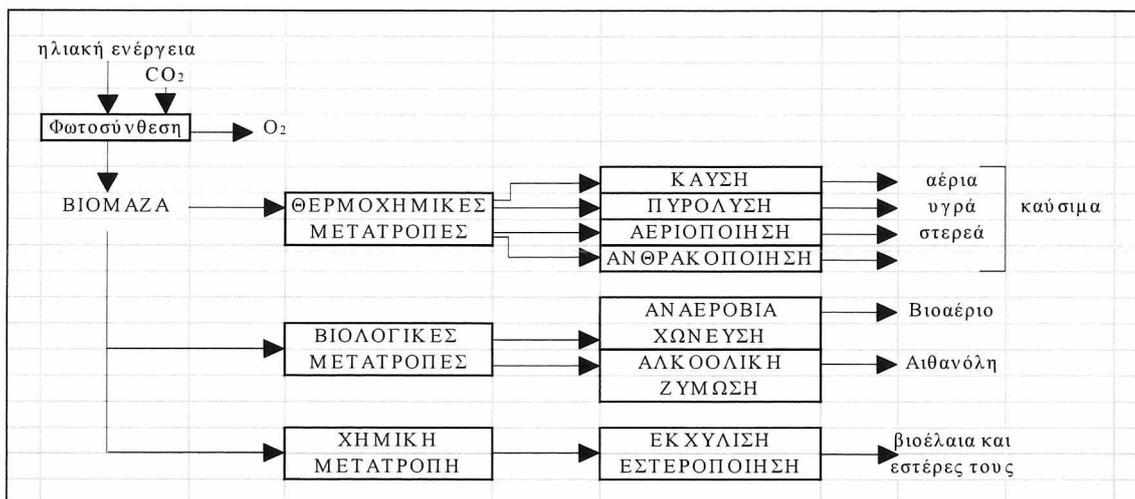 ηλιακή ενέργεια
CO₂
Φωτοσύνθεση
O₂
ΒΙΟΜΑΖΑ
ΘΕΡΜΟΧΗΜΙΚΕΣ
ΜΕΤΑΤΡΟΠΕΣ
ΚΑΥΣΗ
ΠΥΡΟΛΥΣΗ
ΑΕΡΙΟΠΟΙΗΣΗ
ΑΝΘΡΑΚΟΠΟΙΗΣΗ
αέρια
υγρά
στερεά
καύσιμα
ΒΙΟΛΟΓΙΚΕΣ
ΜΕΤΑΤΡΟΠΕΣ
ΑΝΑΕΡΟΒΙΑ
ΧΩΝΕΥΣΗ
Βιοαέριο
ΑΛΚΟΟΛΙΚΗ
ΖΥΜΩΣΗ
Αιθανόλη
ΧΗΜΙΚΗ
ΜΕΤΑΤΡΟΠΗ
ΕΚΧΥΛΙΣΗ
ΕΣΤΕΡΟΠΟΙΗΣΗ
βιοέλαια και
εστέρες τους